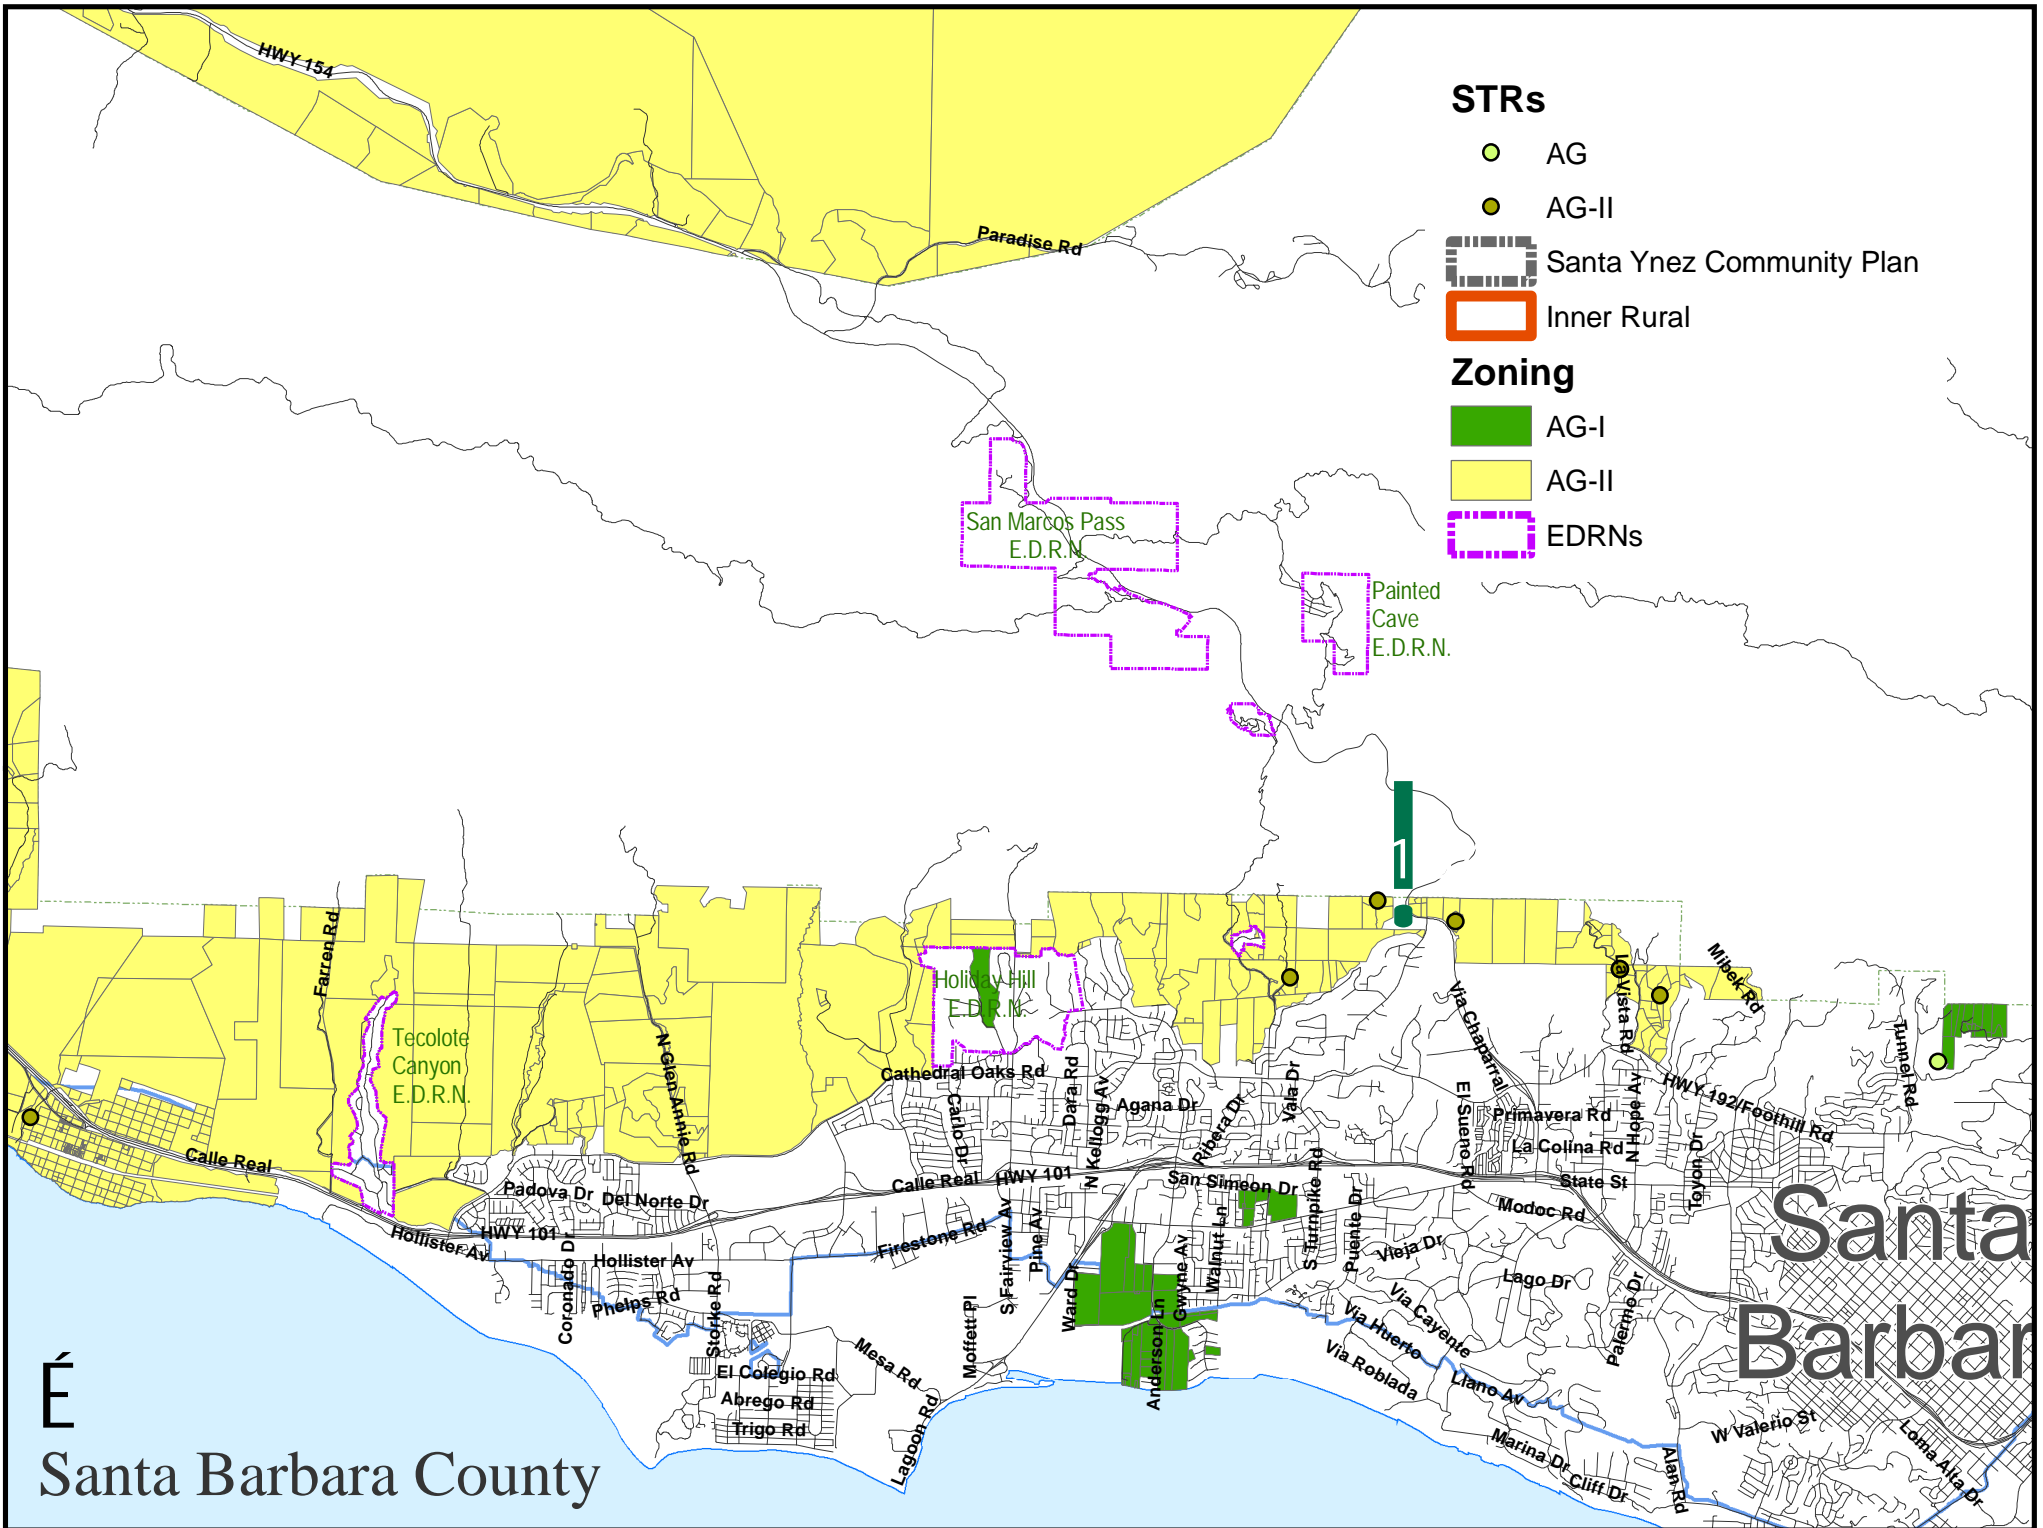 HWY 154
Paradise Rd
STRs
AG
AG-II
Santa Ynez Community Plan
Inner Rural
Zoning
AG-I
AG-II
EDRNs
San Marcos Pass
E.D.R.N.
Painted
Cave
E.D.R.N.
1
Farren Rd
Holiday Hill
E.D.R.N.
Tecolote
Canyon
E.D.R.N.
N Glen Annie Rd
Cathedral Oaks Rd
Carlo Dr
Dara Rd
N Kellogg Av
Agana Dr
Ribera Dr
Vala Dr
Via Chaparral
La Vista Rd
Mibek Rd
Tunnel Rd
El Sueno Rd
Primavera Rd
La Colina Rd
N Hope Av
HWY 192/Foothill Rd
Toyon Dr
State St
Modoc Rd
Calle Real
Padova Dr
Del Norte Dr
Calle Real
HWY 101
San Simeon Dr
S Turnpike Rd
Puente Dr
Vieja Dr
Lago Dr
Palermo Dr
Santa
Barbar
HWY 101
Hollister Av
Hollister Av
Coronado Dr
Phelps Rd
Storke Rd
Firestone Rd
S Fairview Av
Pine Av
Ward Dr
Moffett Pl
Gwyne Av
Walnut Ln
Anderson Ln
Via Huerto
Via Cayente
Via Roblada
Llano Av
El Colegio Rd
Abrego Rd
Trigo Rd
Mesa Rd
Lagoon Rd
Marina Dr
Cliff Dr
Alan Rd
W Valerio St
Loma Alta Dr
É
Santa Barbara County